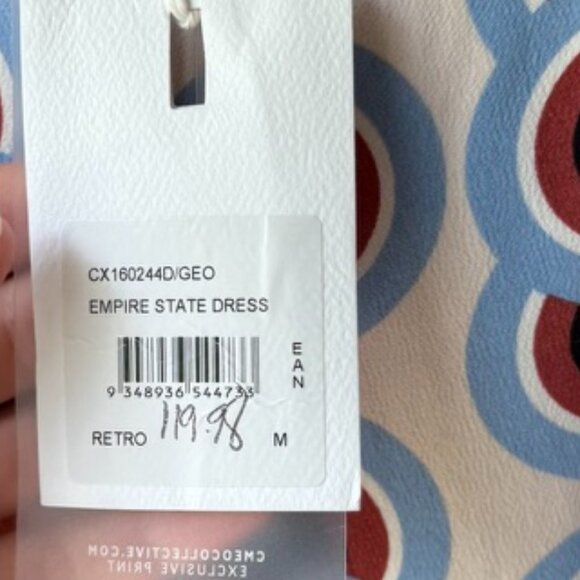 CX160244D/GEO
EMPIRE STATE DRESS
EAN
9 348936 544733
119.98
RETRO M
CMEOCOLLECTIVE.COM
EXCLUSIVE PRINT